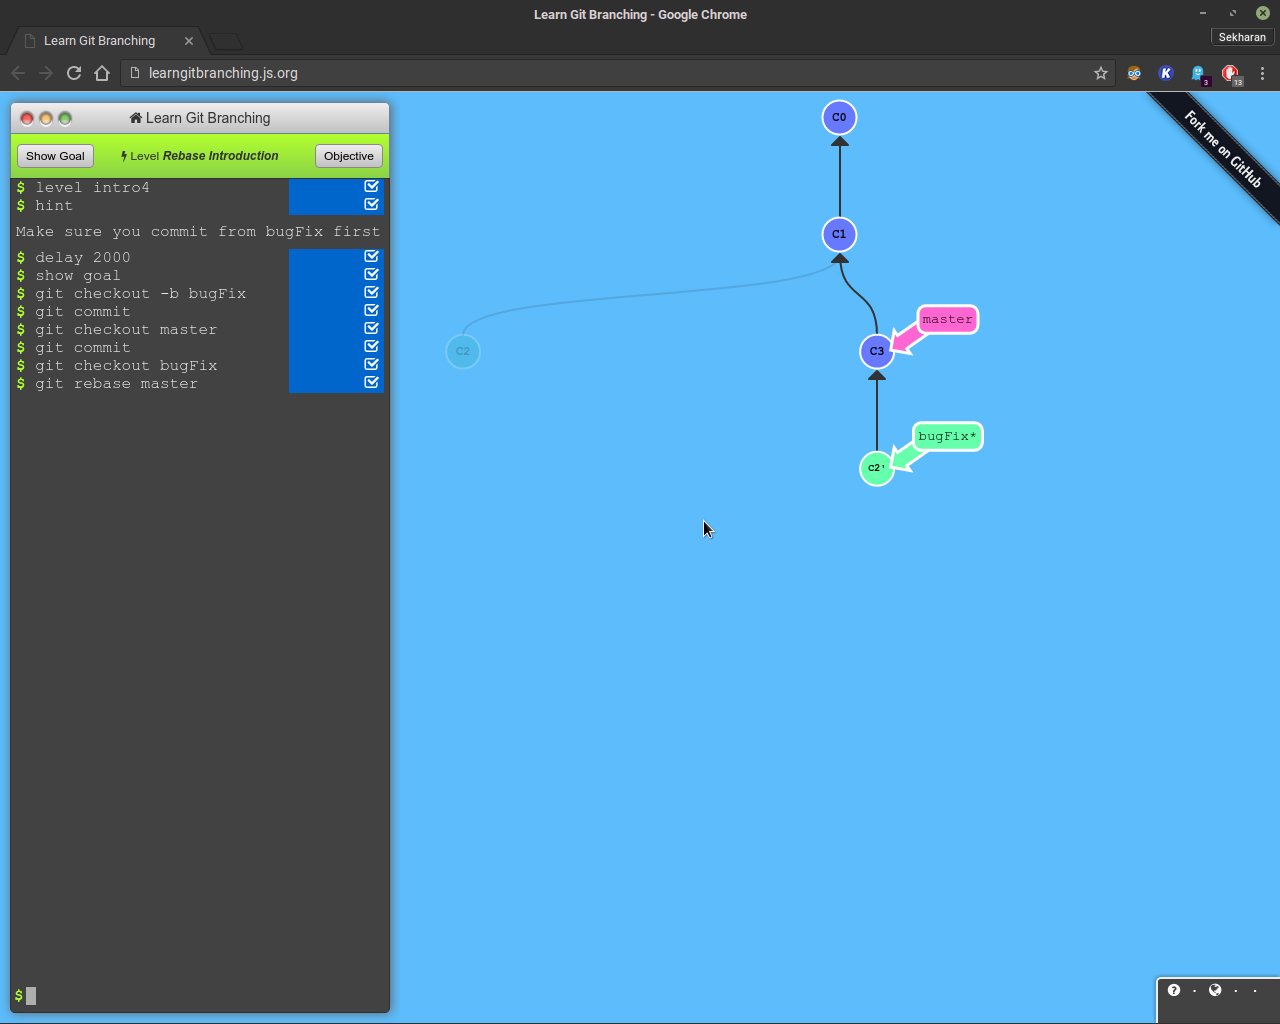 Learn Git Branching - Google Chrome
Learn Git Branching
Sekharan
learngitbranching.js.org
K
3
13
Learn Git Branching
Show Goal
Level Rebase Introduction
Objective
$ level intro4
$ hint
Make sure you commit from bugFix first
$ delay 2000
$ show goal
$ git checkout -b bugFix
$ git commit
$ git checkout master
$ git commit
$ git checkout bugFix
$ git rebase master
$
C0
C1
C2
C3
master
C2'
bugFix*
Fork me on GitHub
?